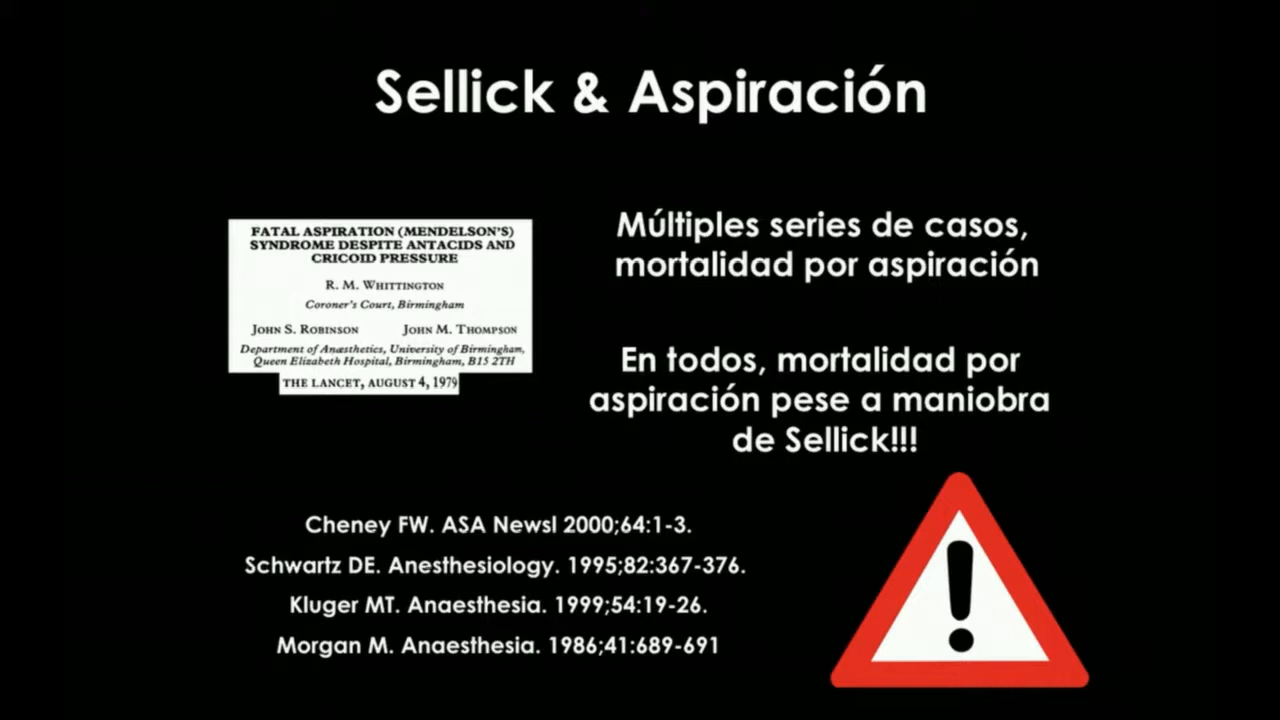 Sellick & Aspiración
FATAL ASPIRATION (MENDELSON'S)
SYNDROME DESPITE ANTACIDS AND
CRICOID PRESSURE
R. M. WHITTINGTON
Coroner's Court, Birmingham
JOHN S. ROBINSON JOHN M. THOMPSON
Department of Anæsthetics, University of Birmingham,
Queen Elizabeth Hospital, Birmingham, B15 2TH
THE LANCET, AUGUST 4, 1979
Múltiples series de casos,
mortalidad por aspiración
En todos, mortalidad por
aspiración pese a maniobra
de Sellick!!!
Cheney FW. ASA Newsl 2000;64:1-3.
Schwartz DE. Anesthesiology. 1995;82:367-376.
Kluger MT. Anaesthesia. 1999;54:19-26.
Morgan M. Anaesthesia. 1986;41:689-691